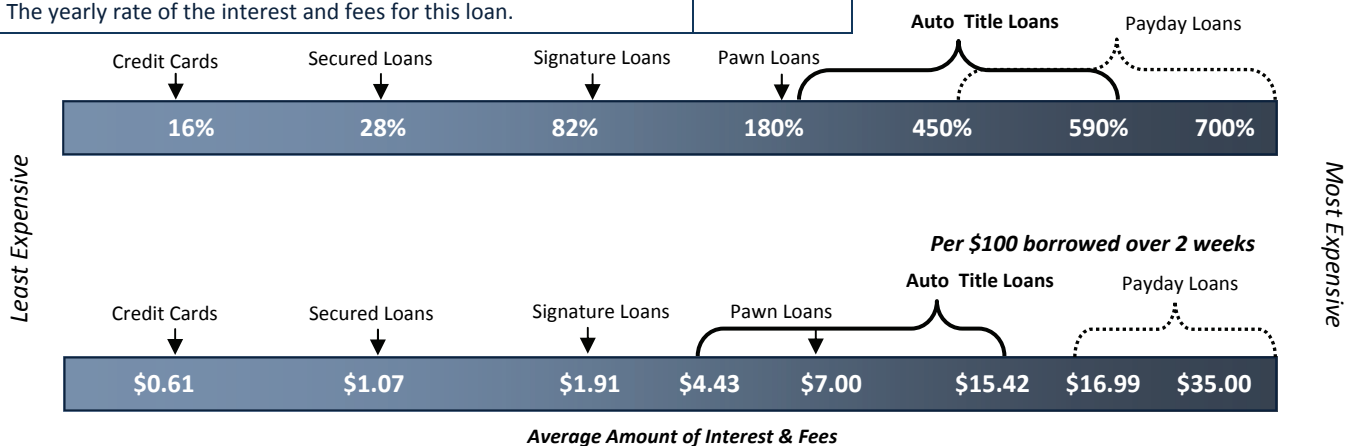 The yearly rate of the interest and fees for this loan.
Auto Title Loans
Payday Loans
Credit Cards
Secured Loans
Signature Loans
Pawn Loans
16% 28% 82% 180% 450% 590% 700%
Least Expensive
Most Expensive
Per $100 borrowed over 2 weeks
Auto Title Loans
Payday Loans
Credit Cards
Secured Loans
Signature Loans
Pawn Loans
$0.61 $1.07 $1.91 $4.43 $7.00 $15.42 $16.99 $35.00
Average Amount of Interest & Fees